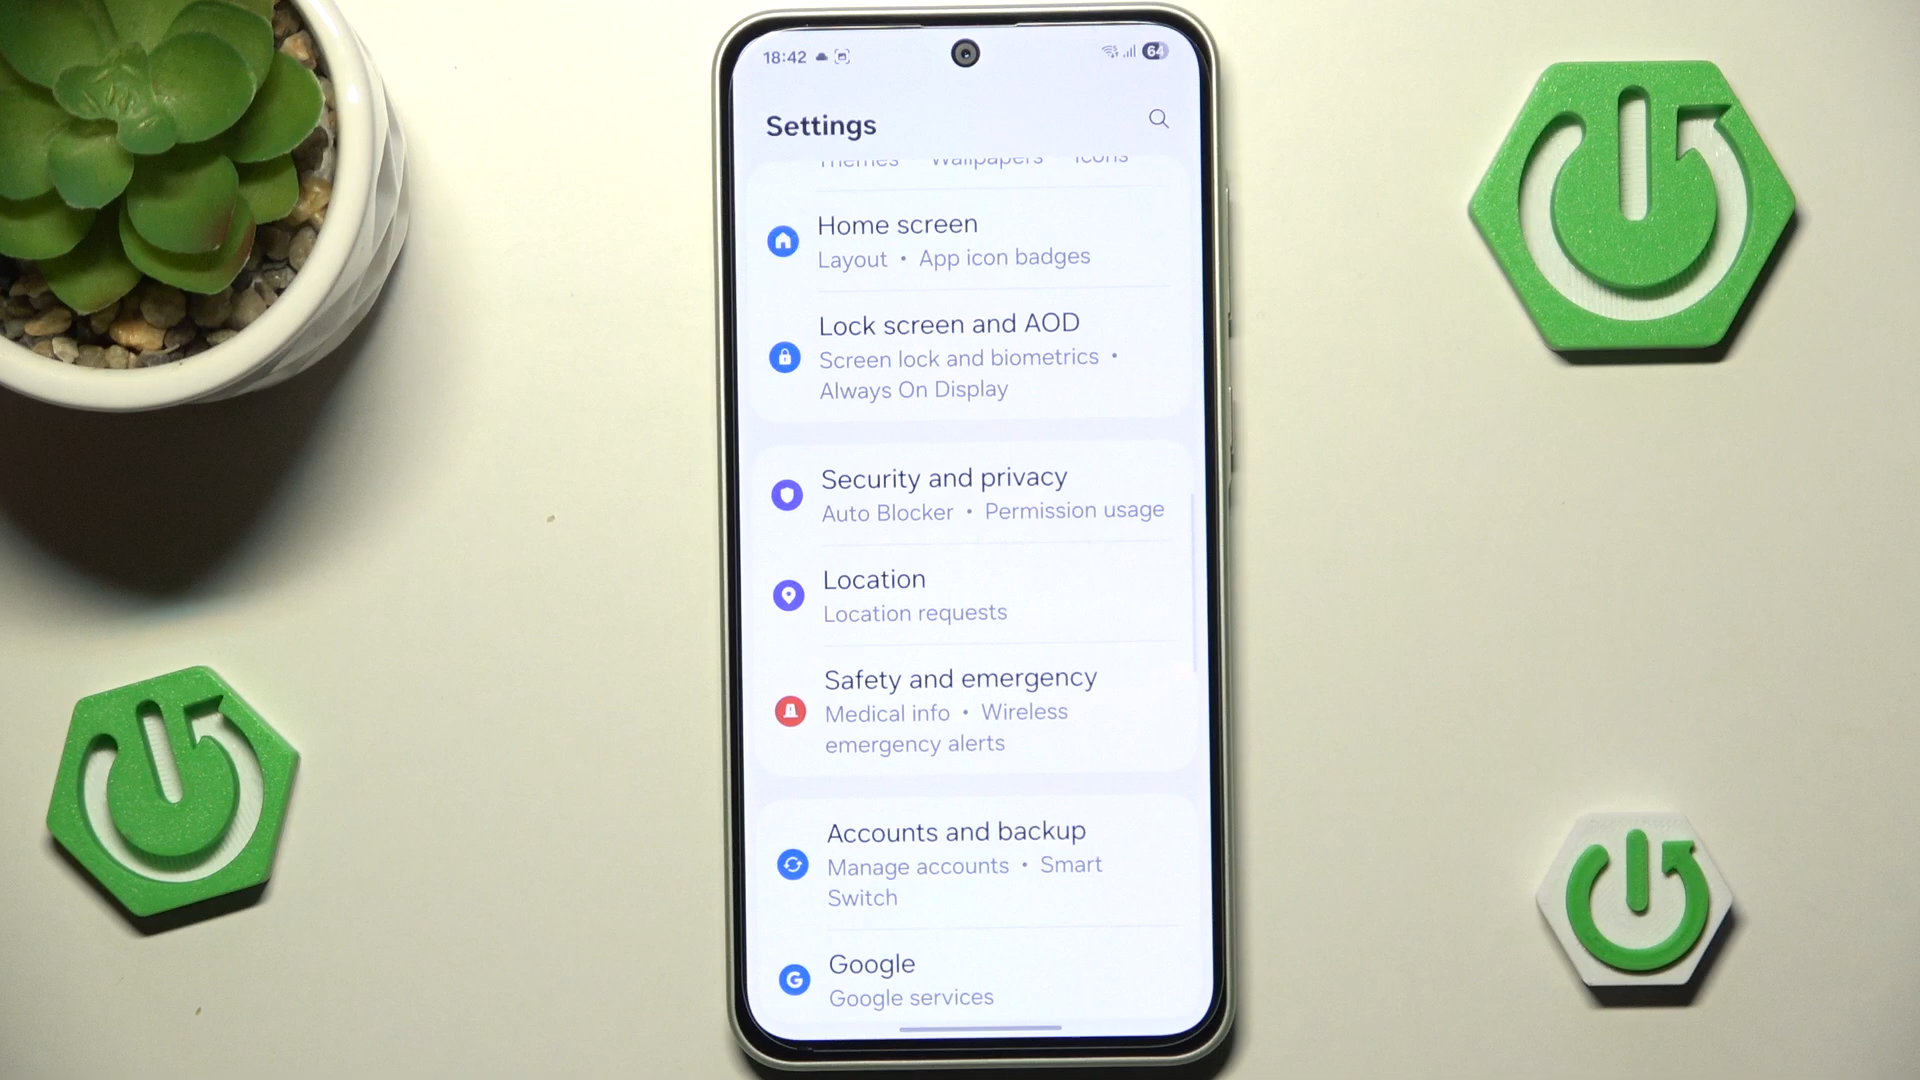 18:42
64
Settings
Themes Wallpapers Icons
Home screen
Layout • App icon badges
Lock screen and AOD
Screen lock and biometrics •
Always On Display
Security and privacy
Auto Blocker • Permission usage
Location
Location requests
Safety and emergency
Medical info • Wireless
emergency alerts
Accounts and backup
Manage accounts • Smart
Switch
Google
Google services